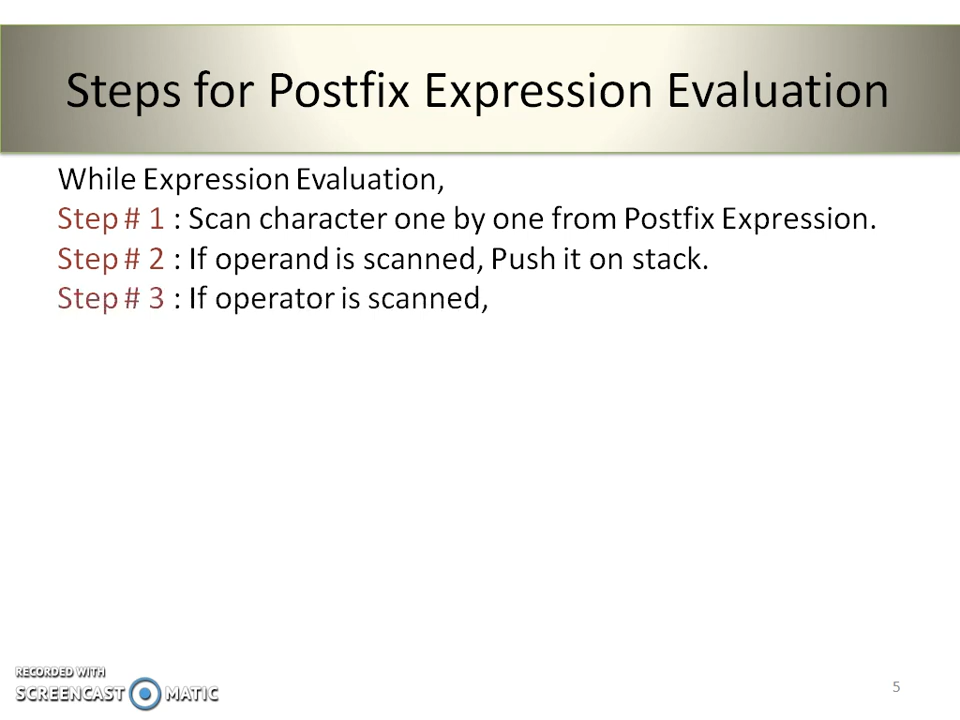 Steps for Postfix Expression Evaluation
While Expression Evaluation,
Step # 1 : Scan character one by one from Postfix Expression.
Step # 2 : If operand is scanned, Push it on stack.
Step # 3 : If operator is scanned,
RECORDED WITH
SCREENCAST MATIC
5